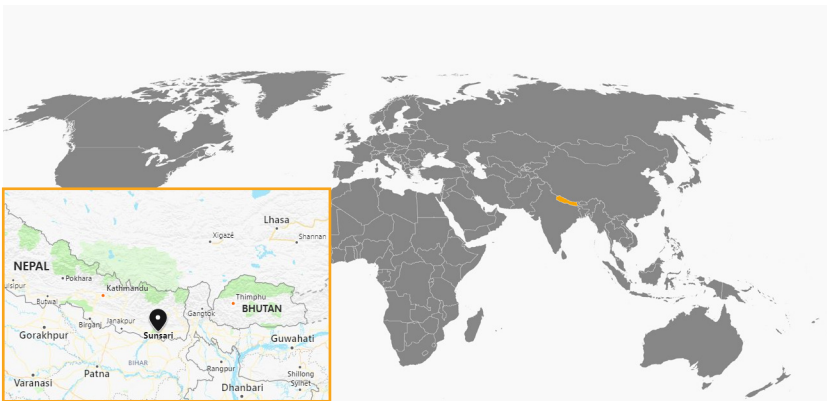 Lhasa
Xigazê
Shannan
NEPAL
Pokhara
Kathmandu
Thimphu
Butwal
BHUTAN
Gangtok
Birganj
Janakpur
Sunsari
Gorakhpur
Guwahati
BIHAR
Rangpur
Patna
Shillong
Varanasi
Dhanbari
Sylhet